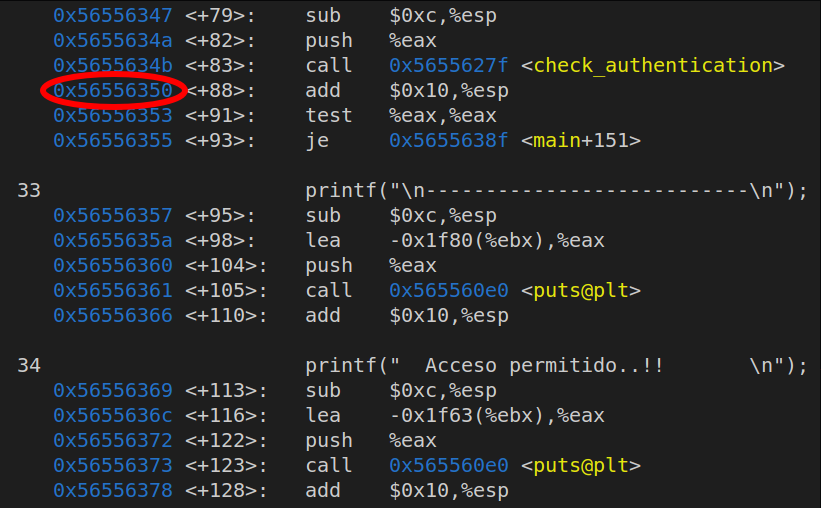 0x56556347 <+79>: sub $0xc,%esp
0x5655634a <+82>: push %eax
0x5655634b <+83>: call 0x5655627f <check_authentication>
0x56556350 <+88>: add $0x10,%esp
0x56556353 <+91>: test %eax,%eax
0x56556355 <+93>: je 0x5655638f <main+151>
33 printf("\n---------------------------\n");
0x56556357 <+95>: sub $0xc,%esp
0x5655635a <+98>: lea -0x1f80(%ebx),%eax
0x56556360 <+104>: push %eax
0x56556361 <+105>: call 0x565560e0 <puts@plt>
0x56556366 <+110>: add $0x10,%esp
34 printf("  Acceso permitido..!!       \n");
0x56556369 <+113>: sub $0xc,%esp
0x5655636c <+116>: lea -0x1f63(%ebx),%eax
0x56556372 <+122>: push %eax
0x56556373 <+123>: call 0x565560e0 <puts@plt>
0x56556378 <+128>: add $0x10,%esp